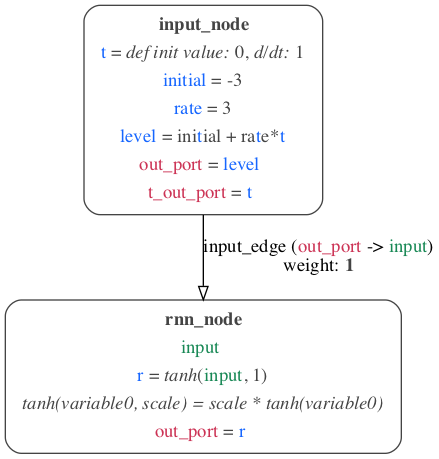 input_node
t = def init value: 0, d/dt: 1
initial = -3
rate = 3
level = initial + rate*t
out_port = level
t_out_port = t
input_edge (out_port -> input)
weight: 1
rnn_node
input
r = tanh(input, 1)
tanh(variable0, scale) = scale * tanh(variable0)
out_port = r